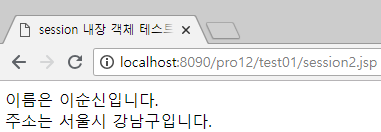 session 내장 객체 테스트
localhost:8090/pro12/test01/session2.jsp
이름은 이순신입니다.
주소는 서울시 강남구입니다.